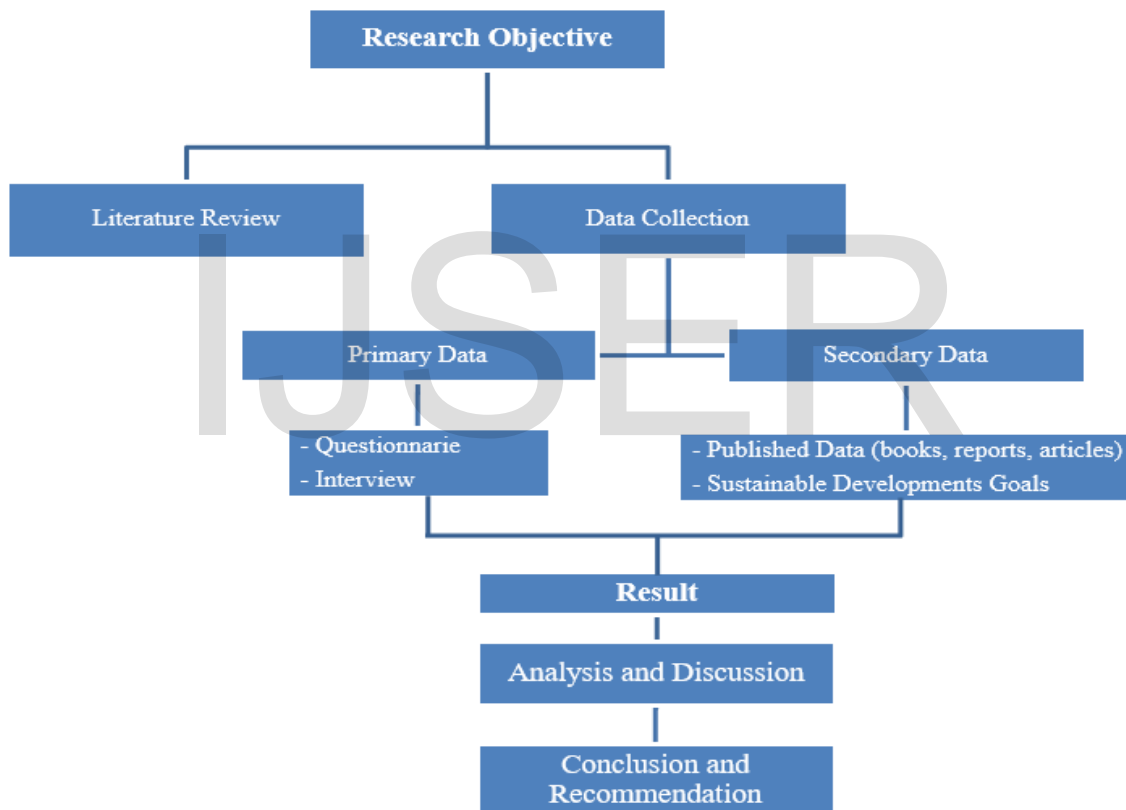 Research Objective
Literature Review
Data Collection
IJSER
Primary Data
Secondary Data
- Questionnarie
- Interview
- Published Data (books, reports, articles)
- Sustainable Developments Goals
Result
Analysis and Discussion
Conclusion and
Recommendation